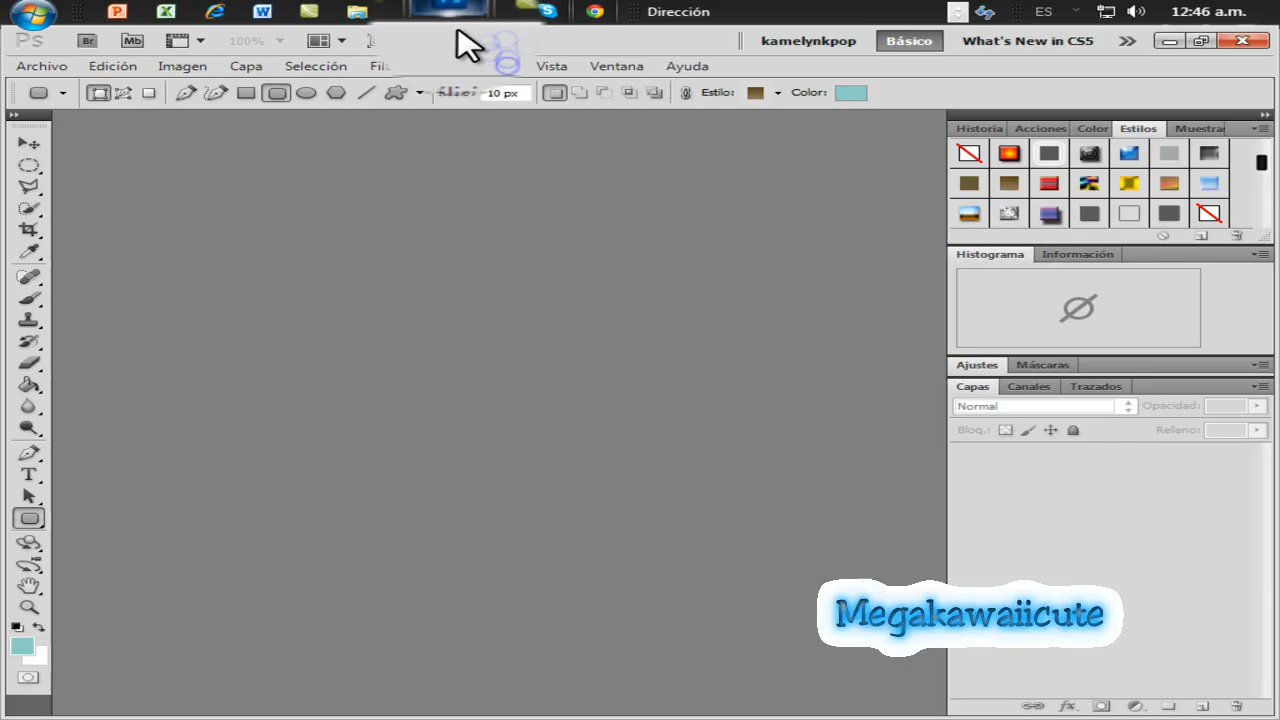 Dirección
ES
12:46 a.m.
Ps
Br
Mb
100%
kamelynkpop
Básico
What's New in CS5
Archivo
Edición
Imagen
Capa
Selección
Vista
Ventana
Ayuda
10 px
Estilo:
Color:
Historia
Acciones
Color
Estilos
Muestras
Histograma
Información
Ajustes
Máscaras
Capas
Canales
Trazados
Normal
Opacidad:
Bloq.:
Relleno:
T
fx
Megakawaiicute